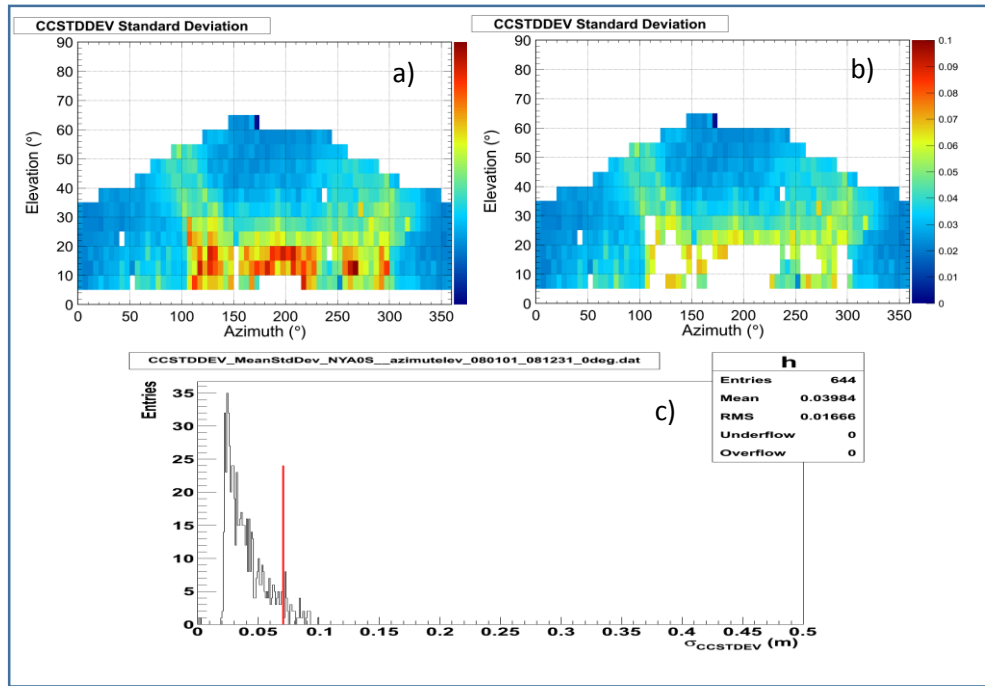 CCSTDDEV Standard Deviation
a)
Elevation (°)
90
80
70
60
50
40
30
20
10
0
0 50 100 150 200 250 300 350
Azimuth (°)
CCSTDDEV Standard Deviation
b)
Elevation (°)
90
80
70
60
50
40
30
20
10
0
0 50 100 150 200 250 300 350
Azimuth (°)
0.1
0.09
0.08
0.07
0.06
0.05
0.04
0.03
0.02
0.01
0
CCSTDDEV_MeanStdDev_NYA0S__azimutelev_080101_081231_0deg.dat
c)
h
Entries 644
Mean 0.03984
RMS 0.01666
Underflow 0
Overflow 0
Entries
35
30
25
20
15
10
5
0
0 0.05 0.1 0.15 0.2 0.25 0.3 0.35 0.4 0.45 0.5
σCCSTDEV (m)